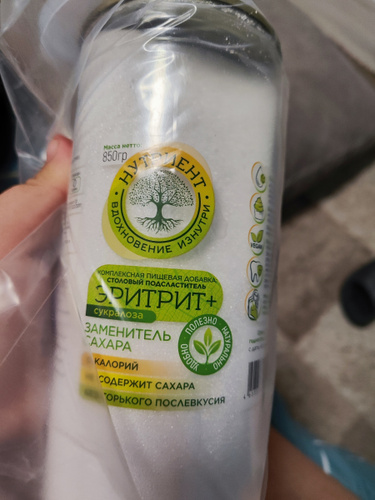 Масса нетто
850гр
НУТРИЕНТ
ВДОХНОВЕНИЕ ИЗНУТРИ
КОМПЛЕКСНАЯ ПИЩЕВАЯ ДОБАВКА:
СТОЛОВЫЙ ПОДСЛАСТИТЕЛЬ
ЭРИТРИТ+
сукралоза
ЗАМЕНИТЕЛЬ
САХАРА
УДОБНО ПОЛЕЗНО НАТУРАЛЬНО
КАЛОРИЙ
СОДЕРЖИТ САХАРА
ГОРЬКОГО ПОСЛЕВКУСИЯ